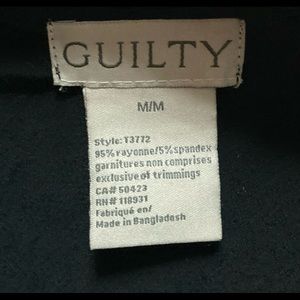 GUILTY
M/M
Style: T3772
95% rayonne/5% spandex
garnitures non comprises
exclusive of trimmings
CA# 50423
RN# 118931
Fabriqué en/
Made in Bangladesh